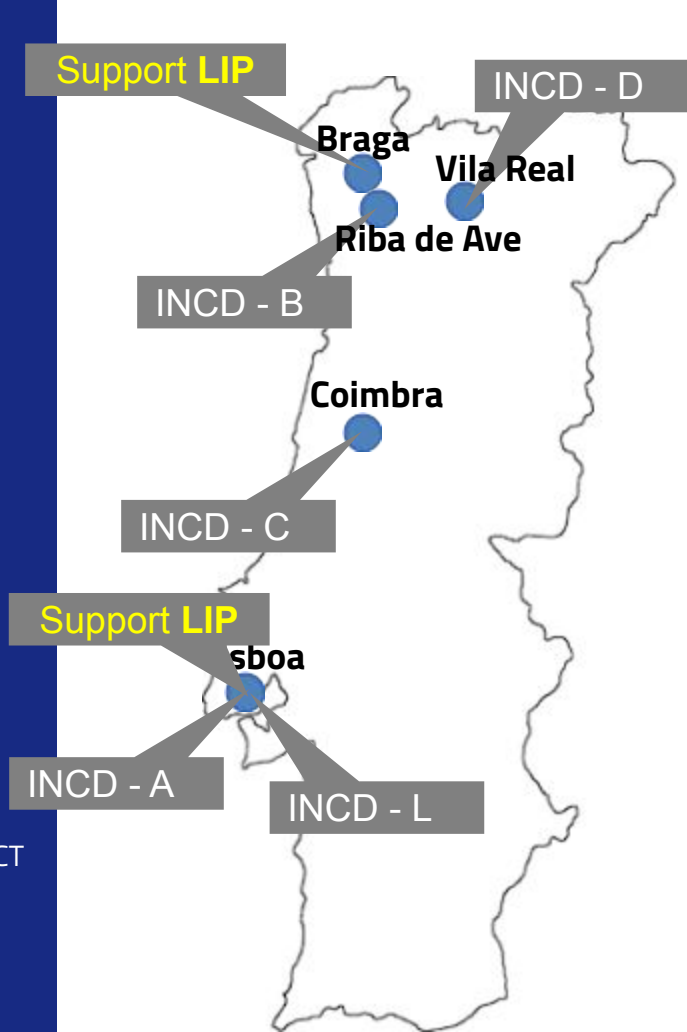 Support LIP
INCD - D
Braga
Vila Real
Riba de Ave
INCD - B
Coimbra
INCD - C
Support LIP
sboa
INCD - A
INCD - L
CT